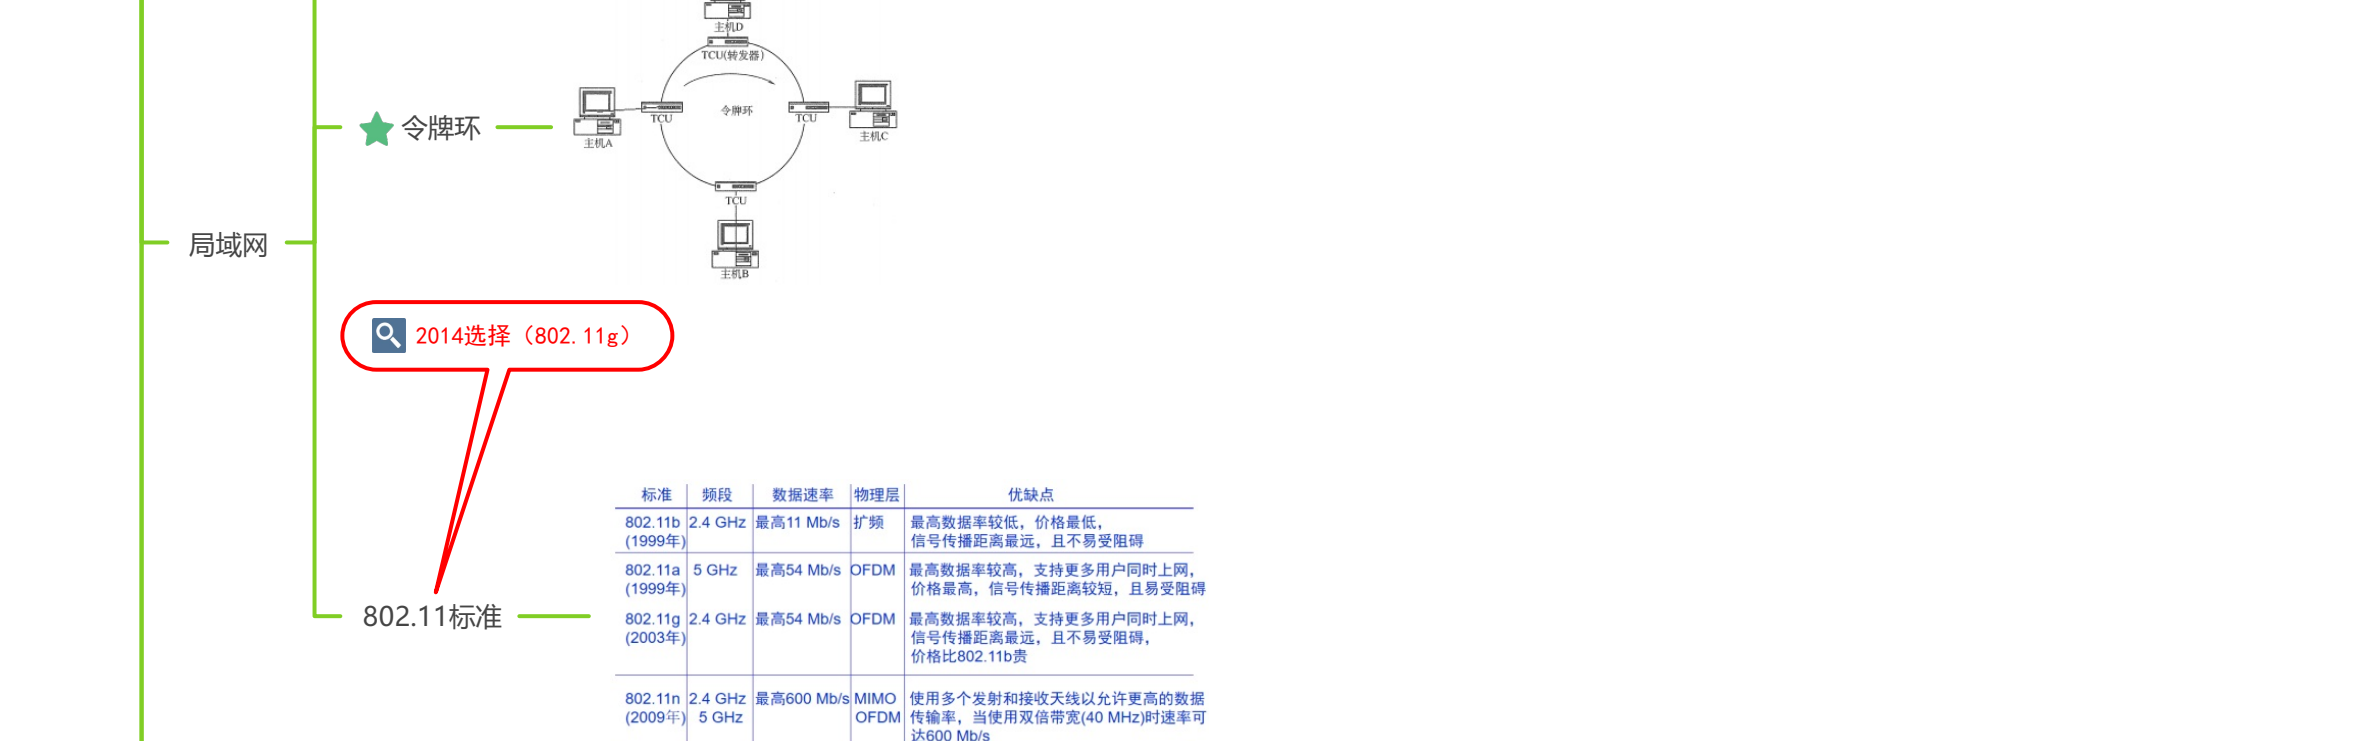 主机D
TCU(转发器)
令牌环
令牌环
TCU
TCU
主机A
主机C
TCU
局域网
主机B
2014选择（802.11g）
标准 频段 数据速率 物理层 优缺点
802.11b 2.4 GHz 最高11 Mb/s 扩频 最高数据率较低，价格最低，
(1999年) 信号传播距离最远，且不易受阻碍
802.11a 5 GHz 最高54 Mb/s OFDM 最高数据率较高，支持更多用户同时上网，
(1999年) 价格最高，信号传播距离较短，且易受阻碍
802.11标准
802.11g 2.4 GHz 最高54 Mb/s OFDM 最高数据率较高，支持更多用户同时上网，
(2003年) 信号传播距离最远，且不易受阻碍，
价格比802.11b贵
802.11n 2.4 GHz 最高600 Mb/s MIMO 使用多个发射和接收天线以允许更高的数据
(2009年) 5 GHz OFDM 传输率，当使用双倍带宽(40 MHz)时速率可
达600 Mb/s